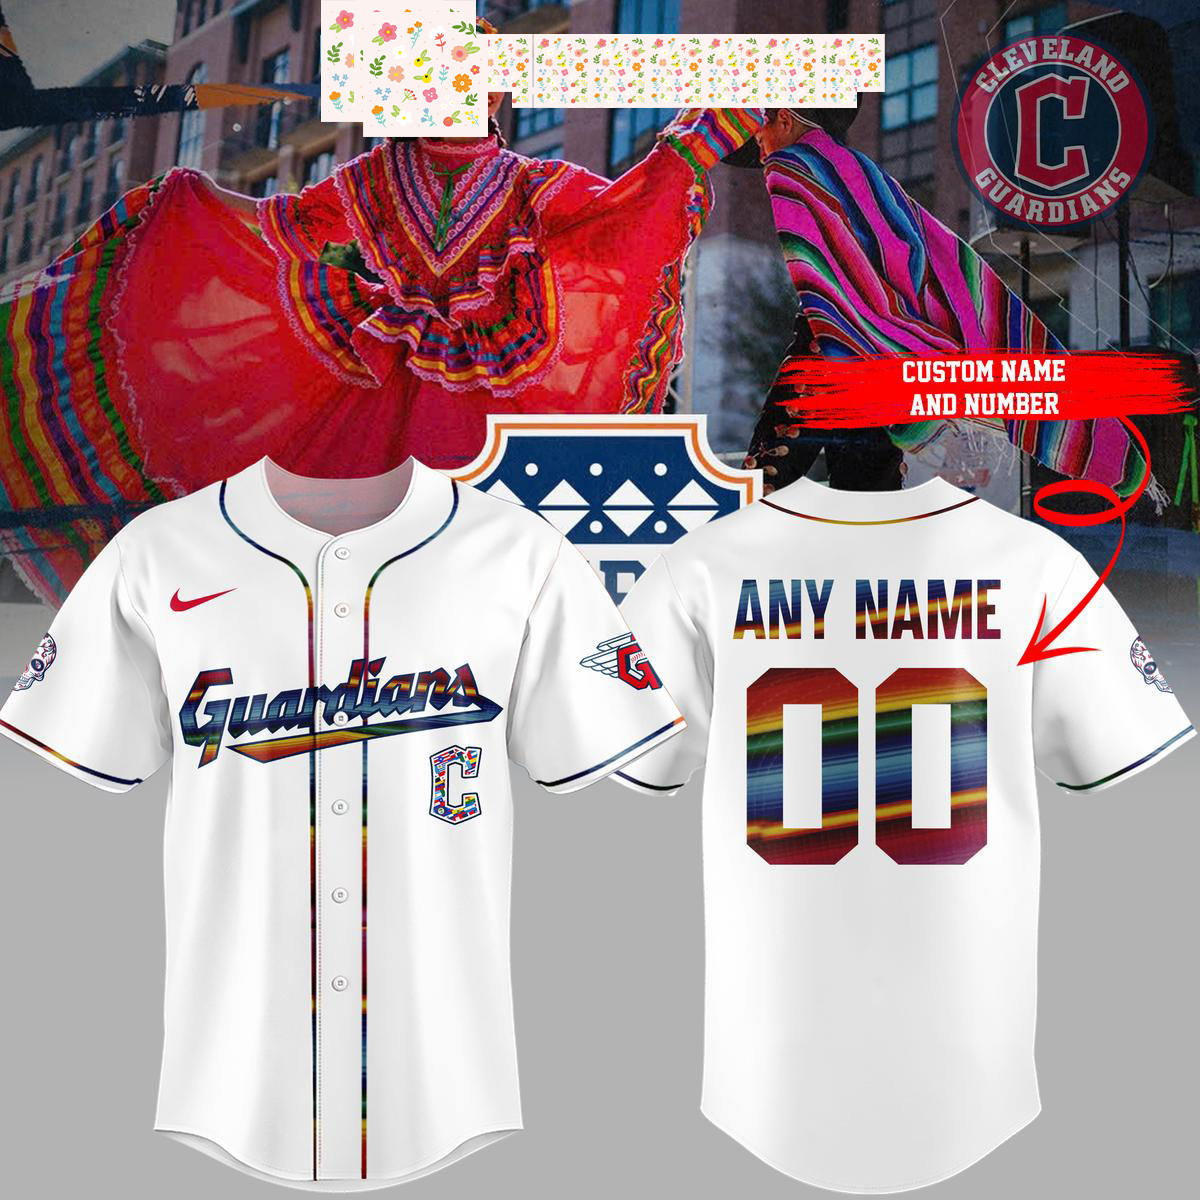 CLEVELAND
C
GUARDIANS
CUSTOM NAME
AND NUMBER
Guardians
G
C
ANY NAME
00